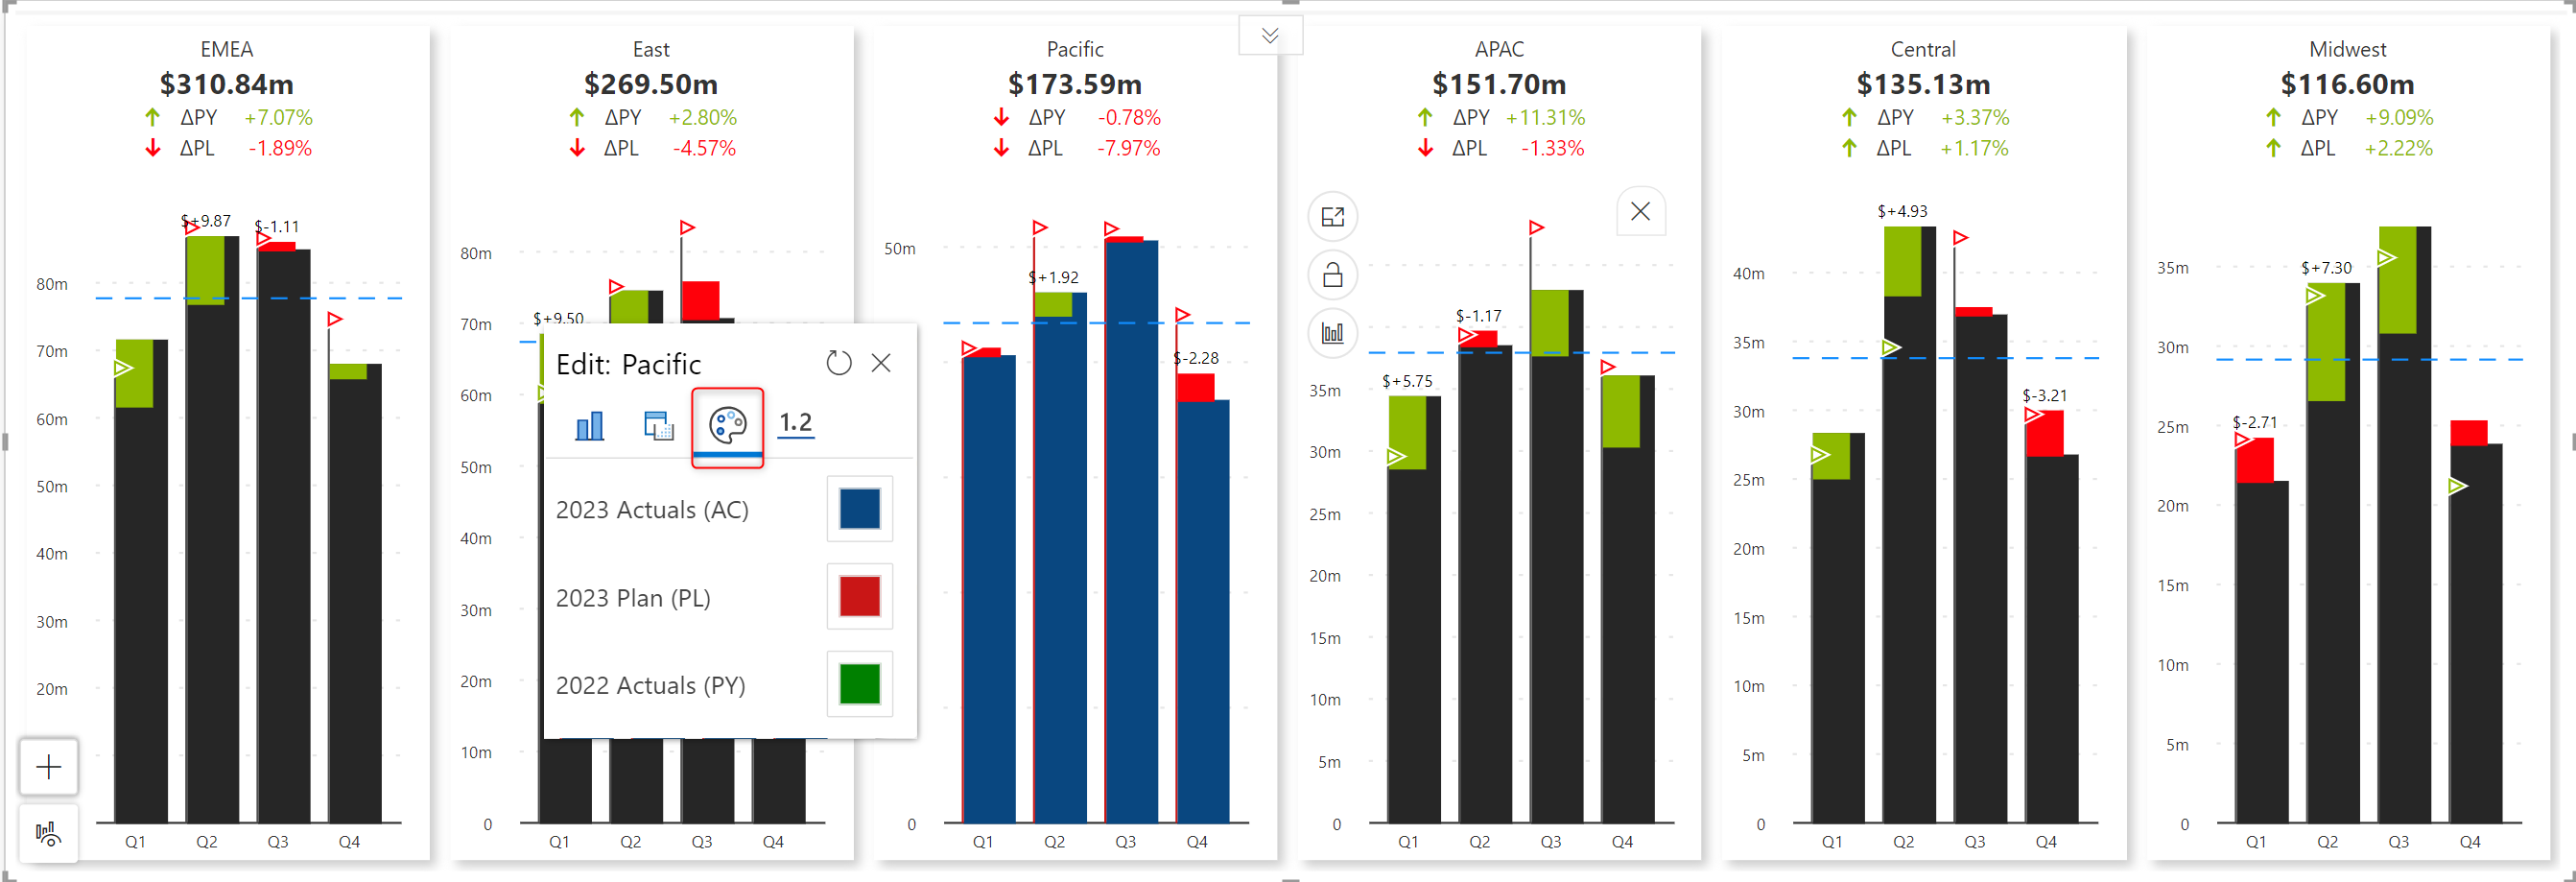 EMEA
$310.84m
ΔPY +7.07%
ΔPL -1.89%
$+9.87
$-1.11
80m
70m
60m
50m
40m
30m
20m
Q1 Q2 Q3 Q4
East
$269.50m
ΔPY +2.80%
ΔPL -4.57%
80m
70m
$+9.50
60m
50m
40m
30m
20m
10m
0
Q1 Q2 Q3 Q4
Edit: Pacific
1.2
2023 Actuals (AC)
2023 Plan (PL)
2022 Actuals (PY)
Pacific
$173.59m
ΔPY -0.78%
ΔPL -7.97%
50m
$+1.92
$-2.28
0
Q1 Q2 Q3 Q4
APAC
$151.70m
ΔPY +11.31%
ΔPL -1.33%
$-1.17
$+5.75
35m
30m
25m
20m
15m
10m
5m
0
Q1 Q2 Q3 Q4
Central
$135.13m
ΔPY +3.37%
ΔPL +1.17%
$+4.93
40m
35m
$-3.21
30m
25m
20m
15m
10m
5m
0
Q1 Q2 Q3 Q4
Midwest
$116.60m
ΔPY +9.09%
ΔPL +2.22%
35m
$+7.30
30m
$-2.71
25m
20m
15m
10m
5m
0
Q1 Q2 Q3 Q4